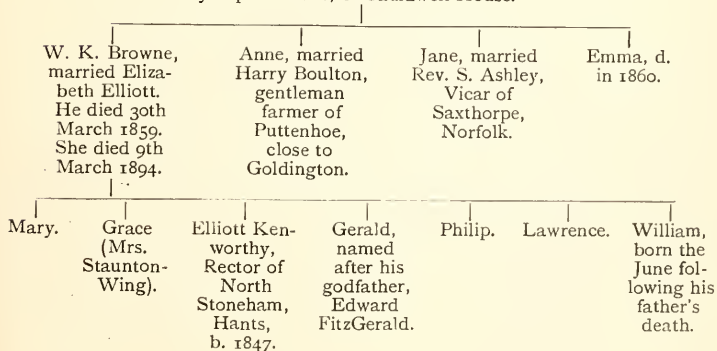 W. K. Browne,
married Eliza-
beth Elliott.
He died 30th
March 1859.
She died 9th
March 1894.
Anne, married
Harry Boulton,
gentleman
farmer of
Puttenhoe,
close to
Goldington.
Jane, married
Rev. S. Ashley,
Vicar of
Saxthorpe,
Norfolk.
Emma, d.
in 1860.
Mary.
Grace
(Mrs.
Staunton-
Wing).
Elliott Ken-
worthy,
Rector of
North
Stoneham,
Hants,
b. 1847.
Gerald,
named
after his
godfather,
Edward
FitzGerald.
Philip.
Lawrence.
William,
born the
June fol-
lowing his
father's
death.